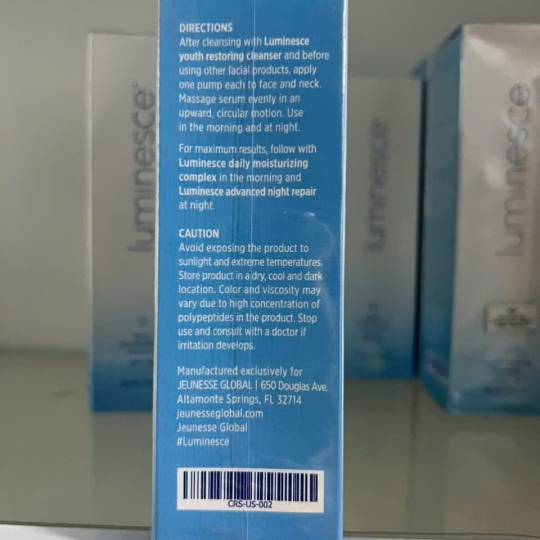 DIRECTIONS
After cleansing with Luminesce
youth restoring cleanser and before
using other facial products, apply
one pump each to face and neck.
Massage serum evenly in an
upward, circular motion. Use
in the morning and at night.
For maximum results, follow with
Luminesce daily moisturizing
complex in the morning and
Luminesce advanced night repair
at night.
CAUTION
Avoid exposing the product to
sunlight and extreme temperatures.
Store product in a dry, cool and dark
location. Color and viscosity may
vary due to high concentration of
polypeptides in the product. Stop
use and consult with a doctor if
irritation develops.
Manufactured exclusively for
JEUNESSE GLOBAL | 650 Douglas Ave.
Altamonte Springs, FL 32714
jeunesseglobal.com
Jeunesse Global
#Luminesce
CRS-US-002
luminesce
luminesce
luminesce